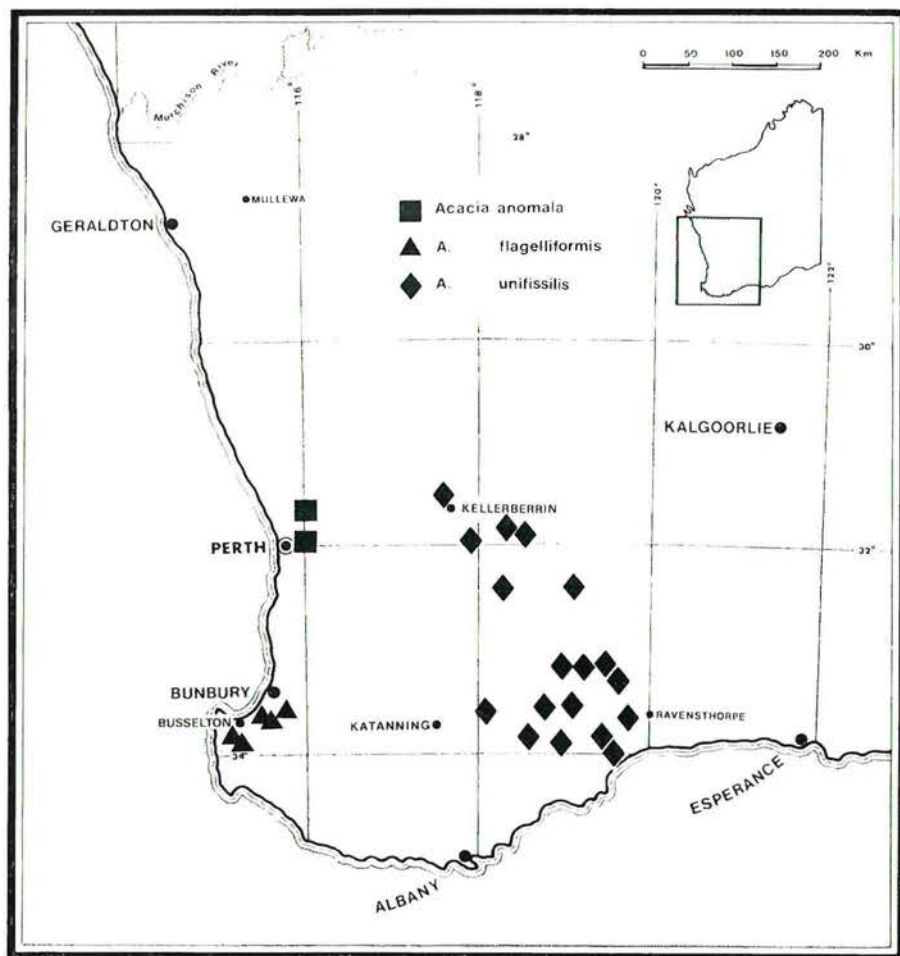 0 50 100 150 200 Km
Murchison River
116°
118°
28°
120°
122°
MULLEWA
GERALDTON
Acacia anomala
A. flagelliformis
A. unifissilis
30°
KALGOORLIE
KELLERBERRIN
PERTH
32°
BUNBURY
BUSSELTON
KATANNING
RAVENSTHORPE
34°
ESPERANCE
ALBANY